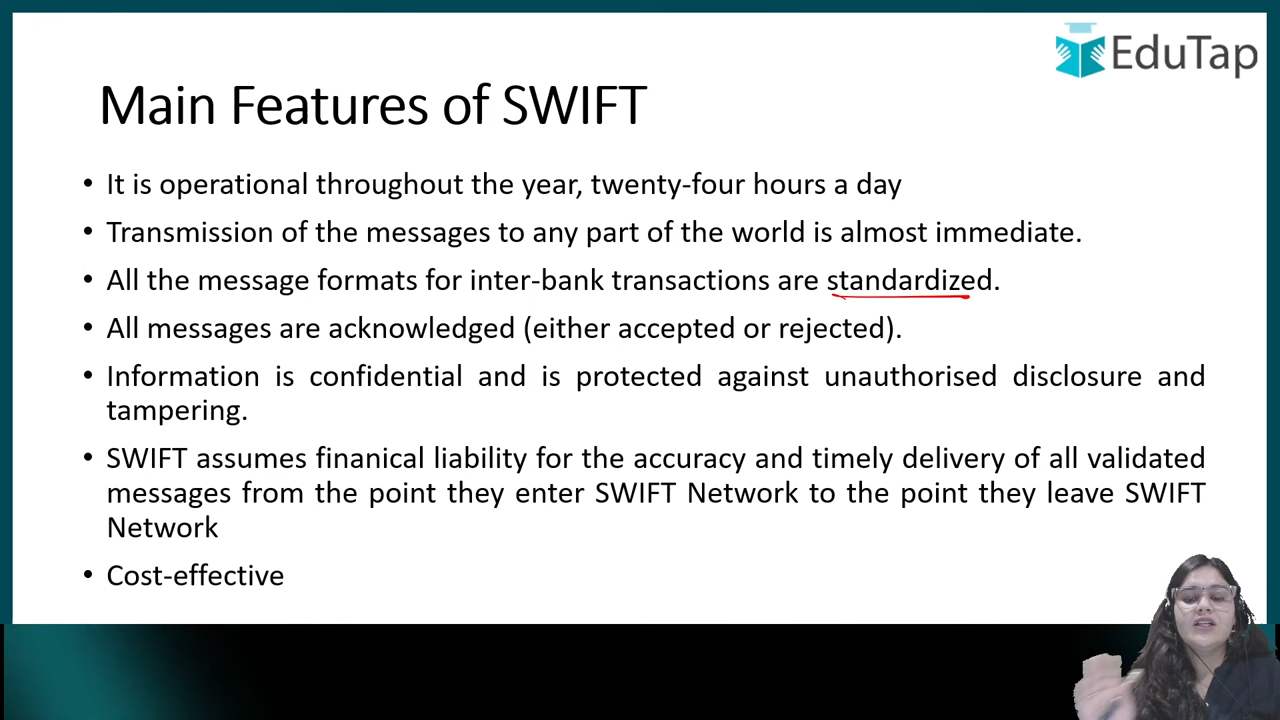 EduTap
Main Features of SWIFT
• It is operational throughout the year, twenty-four hours a day
• Transmission of the messages to any part of the world is almost immediate.
• All the message formats for inter-bank transactions are standardized.
• All messages are acknowledged (either accepted or rejected).
• Information is confidential and is protected against unauthorised disclosure and
tampering.
• SWIFT assumes finanical liability for the accuracy and timely delivery of all validated
messages from the point they enter SWIFT Network to the point they leave SWIFT
Network
• Cost-effective